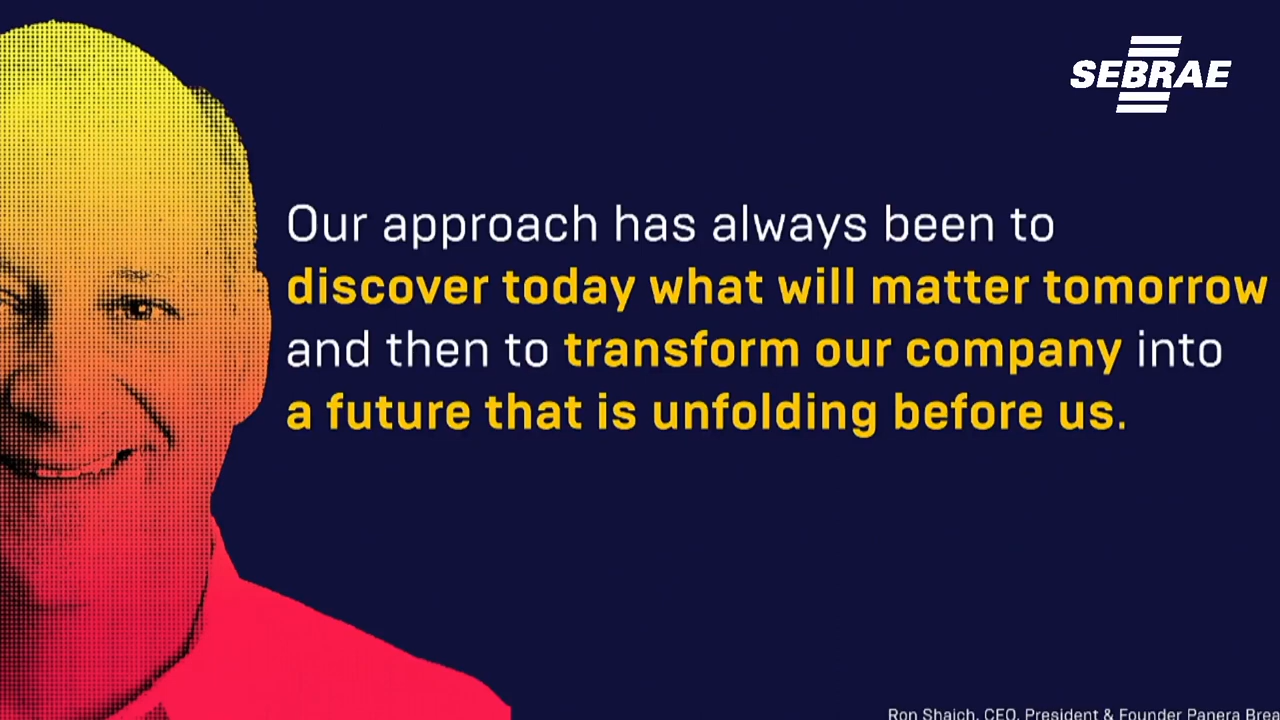 SEBRAE
Our approach has always been to
discover today what will matter tomorrow
and then to transform our company into
a future that is unfolding before us.
Ron Shaich, CEO, President & Founder Panera Brea